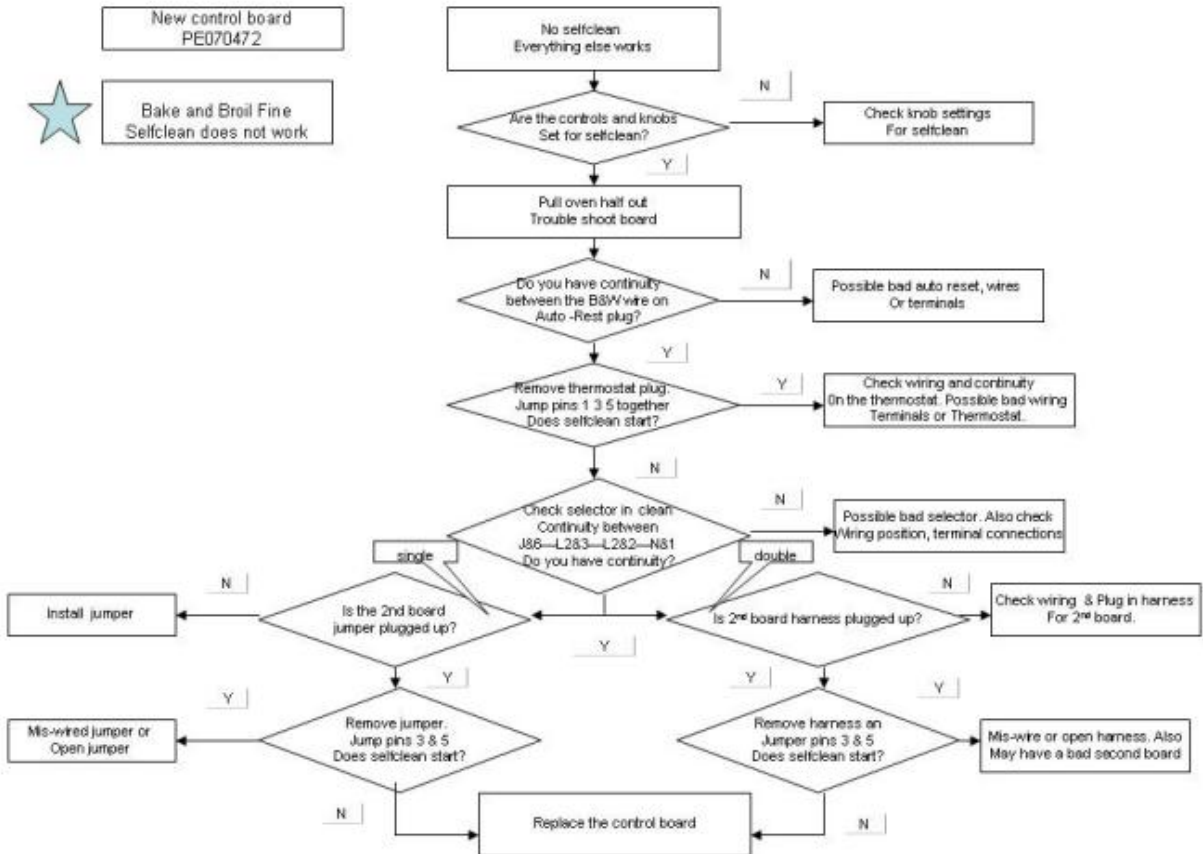 New control board
PE070472
Bake and Broil Fine
Selfclean does not work
No selfclean
Everything else works
Are the controls and knobs
Set for selfclean?
N
Check knob settings
For selfclean
Y
Pull oven half out
Trouble shoot board
Do you have continuity
between the B&W wire on
Auto -Rest plug?
N
Possible bad auto reset, wires
Or terminals
Y
Remove thermostat plug.
Jump pins 1 3 5 together
Does selfclean start?
Y
Check wiring and continuity
On the thermostat. Possible bad wiring
Terminals or Thermostat.
N
Check selector in clean
Continuity between
J&6—L2&3—L2&2—N&1
Do you have continuity?
N
Possible bad selector. Also check
Wiring position, terminal connections
single
double
Y
Is the 2nd board
jumper plugged up?
N
Install jumper
Y
Remove jumper.
Jump pins 3 & 5
Does selfclean start?
Y
Mis-wired jumper or
Open jumper
N
Is 2nd board harness plugged up?
N
Check wiring & Plug in harness
For 2nd board.
Y
Remove harness an
Jumper pins 3 & 5
Does selfclean start?
Y
Mis-wire or open harness. Also
May have a bad second board
N
Replace the control board